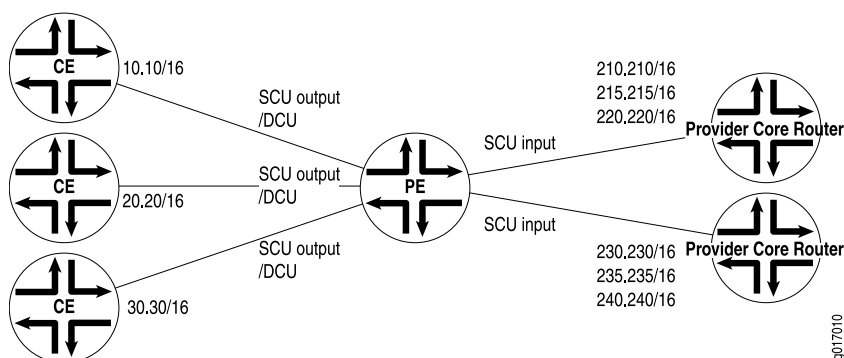 CE
10.10/16
SCU output
/DCU
CE
20.20/16
SCU output
/DCU
CE
30.30/16
SCU output
/DCU
PE
SCU input
SCU input
210.210/16
215.215/16
220.220/16
Provider Core Router
Provider Core Router
230.230/16
235.235/16
240.240/16
g017010